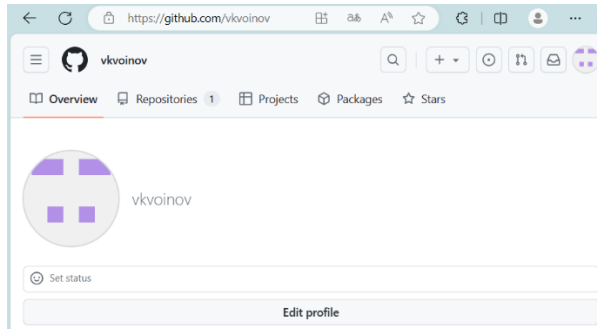 https://github.com/vkvoinov
vkvoinov
Overview Repositories 1 Projects Packages Stars
vkvoinov
Set status
Edit profile